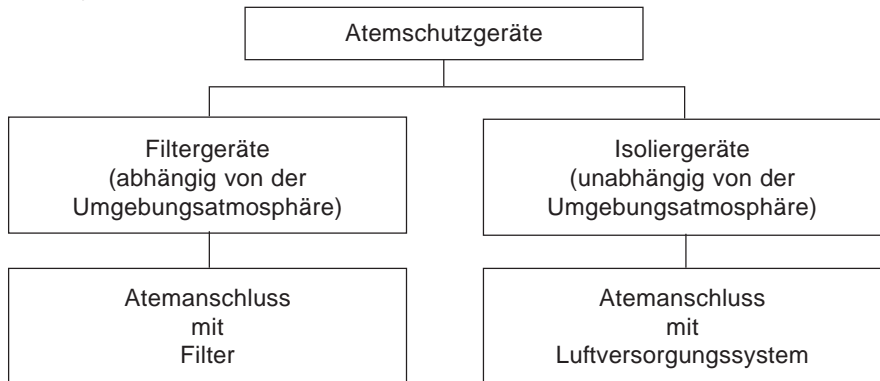 Atemschutzgeräte
Filtergeräte
(abhängig von der
Umgebungsatmosphäre)
Isoliergeräte
(unabhängig von der
Umgebungsatmosphäre)
Atemanschluss
mit
Filter
Atemanschluss
mit
Luftversorgungssystem